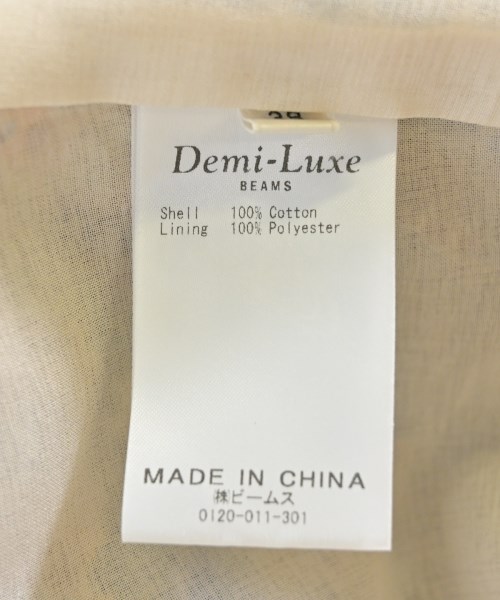 Demi-Luxe
BEAMS
Shell 100% Cotton
Lining 100% Polyester
MADE IN CHINA
㈱ビームス
0120-011-301